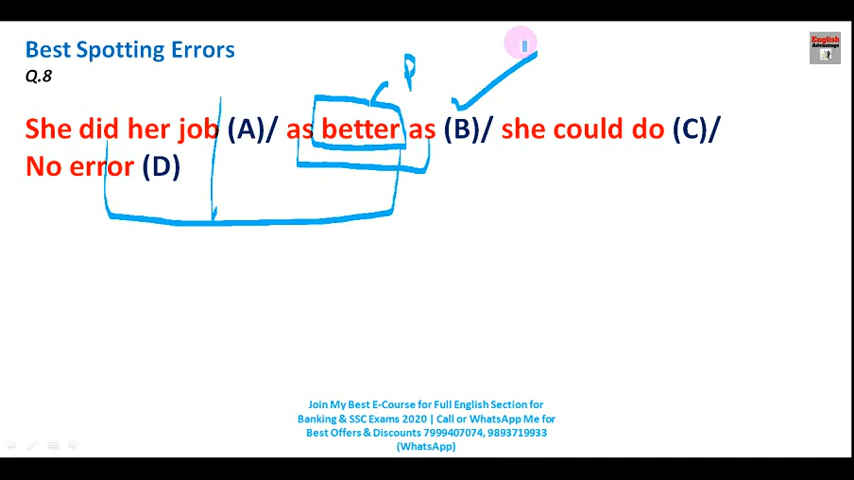 Best Spotting Errors
English
Advantage
Q.8
P
She did her job (A)/ as better as (B)/ she could do (C)/
No error (D)
Join My Best E-Course for Full English Section for
Banking & SSC Exams 2020 | Call or WhatsApp Me for
Best Offers & Discounts 7999407074, 9893719933
(WhatsApp)